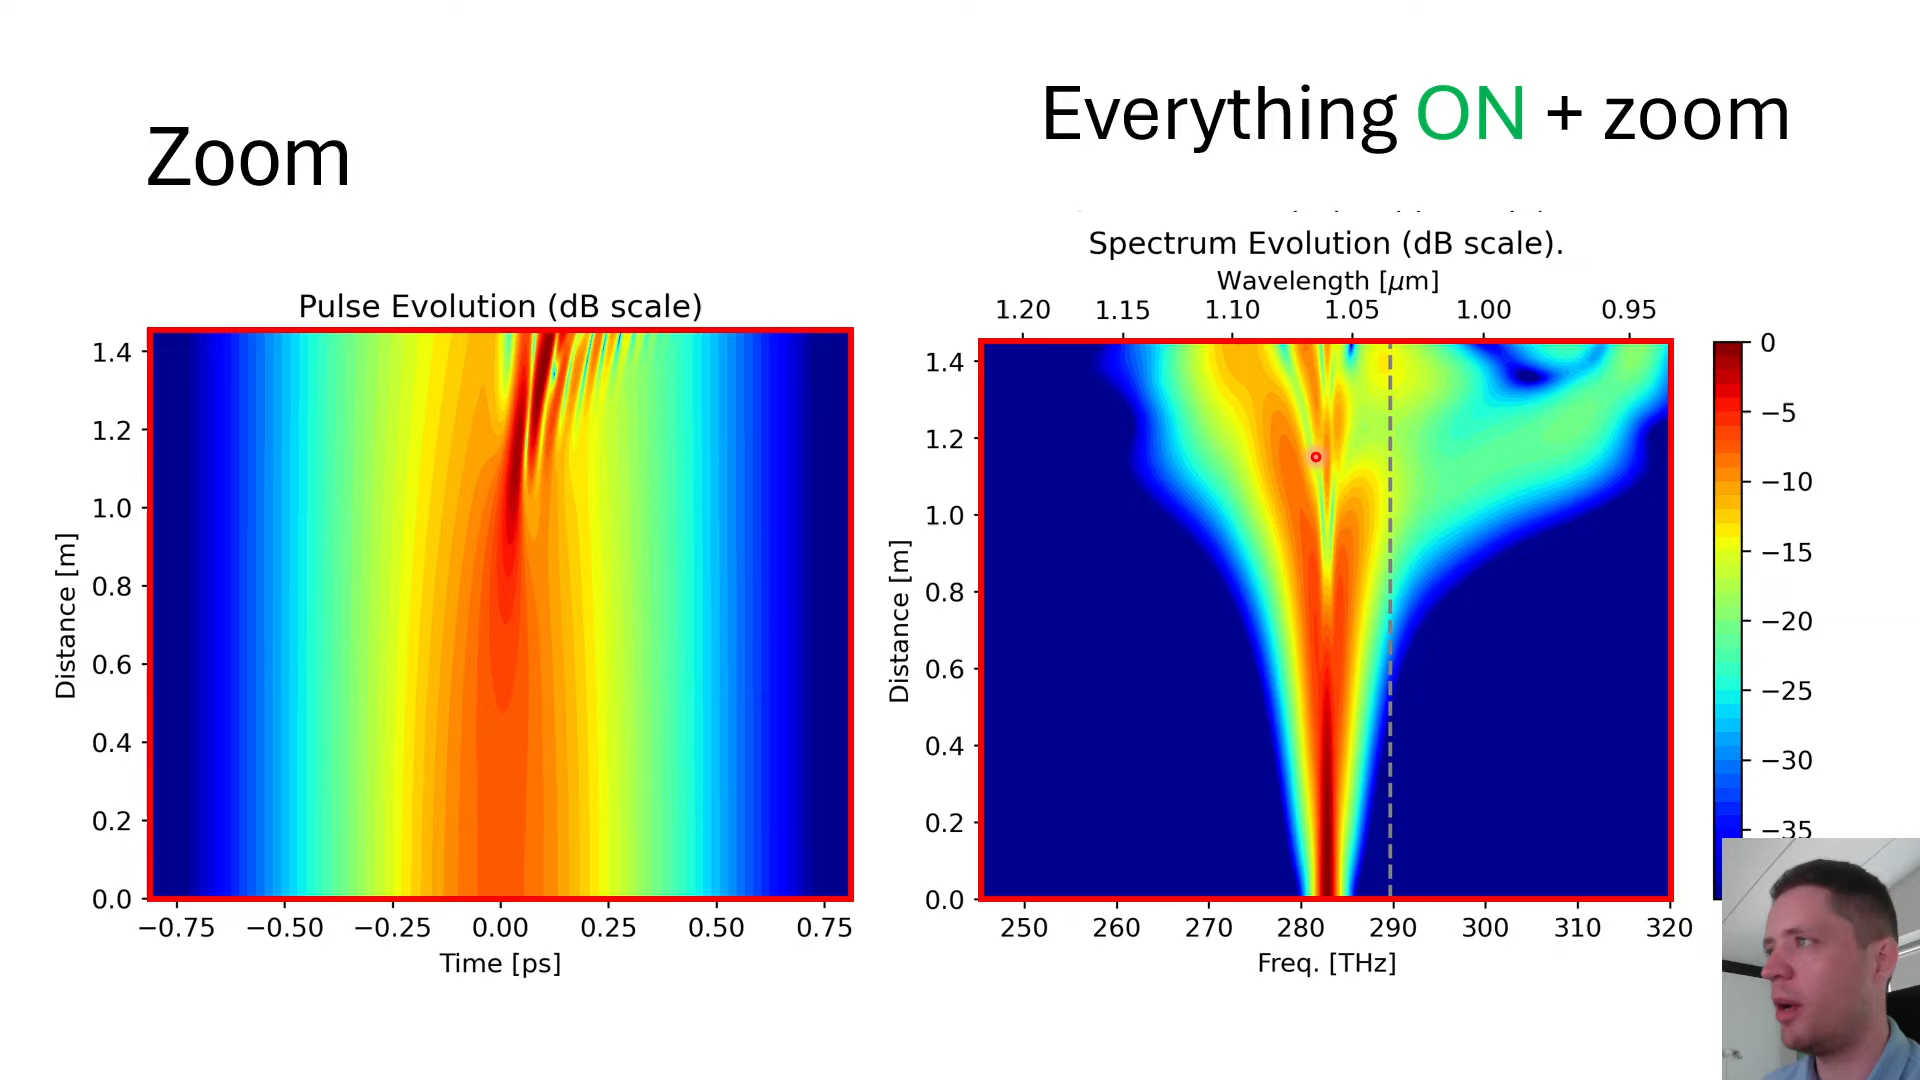 Zoom
Everything ON + zoom
Pulse Evolution (dB scale)
1.4
1.2
1.0
0.8
0.6
0.4
0.2
0.0
Distance [m]
−0.75 −0.50 −0.25 0.00 0.25 0.50 0.75
Time [ps]
Spectrum Evolution (dB scale).
Wavelength [μm]
1.20 1.15 1.10 1.05 1.00 0.95
1.4
1.2
1.0
0.8
0.6
0.4
0.2
0.0
Distance [m]
250 260 270 280 290 300 310 320
Freq. [THz]
0
−5
−10
−15
−20
−25
−30
−35